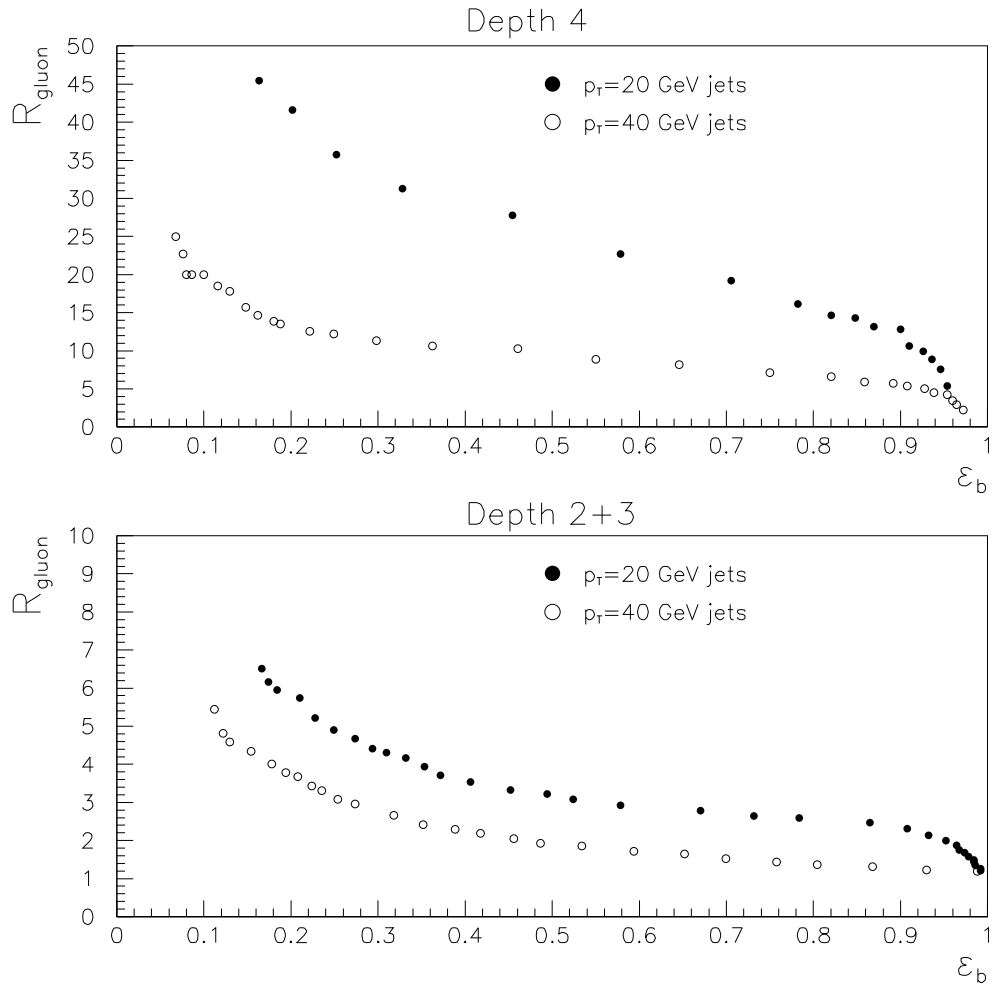 Depth 4
R_gluon
50
45
40
35
30
25
20
15
10
5
0
p_T=20 GeV jets
p_T=40 GeV jets
0 0.1 0.2 0.3 0.4 0.5 0.6 0.7 0.8 0.9 1
ε_b
Depth 2+3
R_gluon
10
9
8
7
6
5
4
3
2
1
0
p_T=20 GeV jets
p_T=40 GeV jets
0 0.1 0.2 0.3 0.4 0.5 0.6 0.7 0.8 0.9 1
ε_b